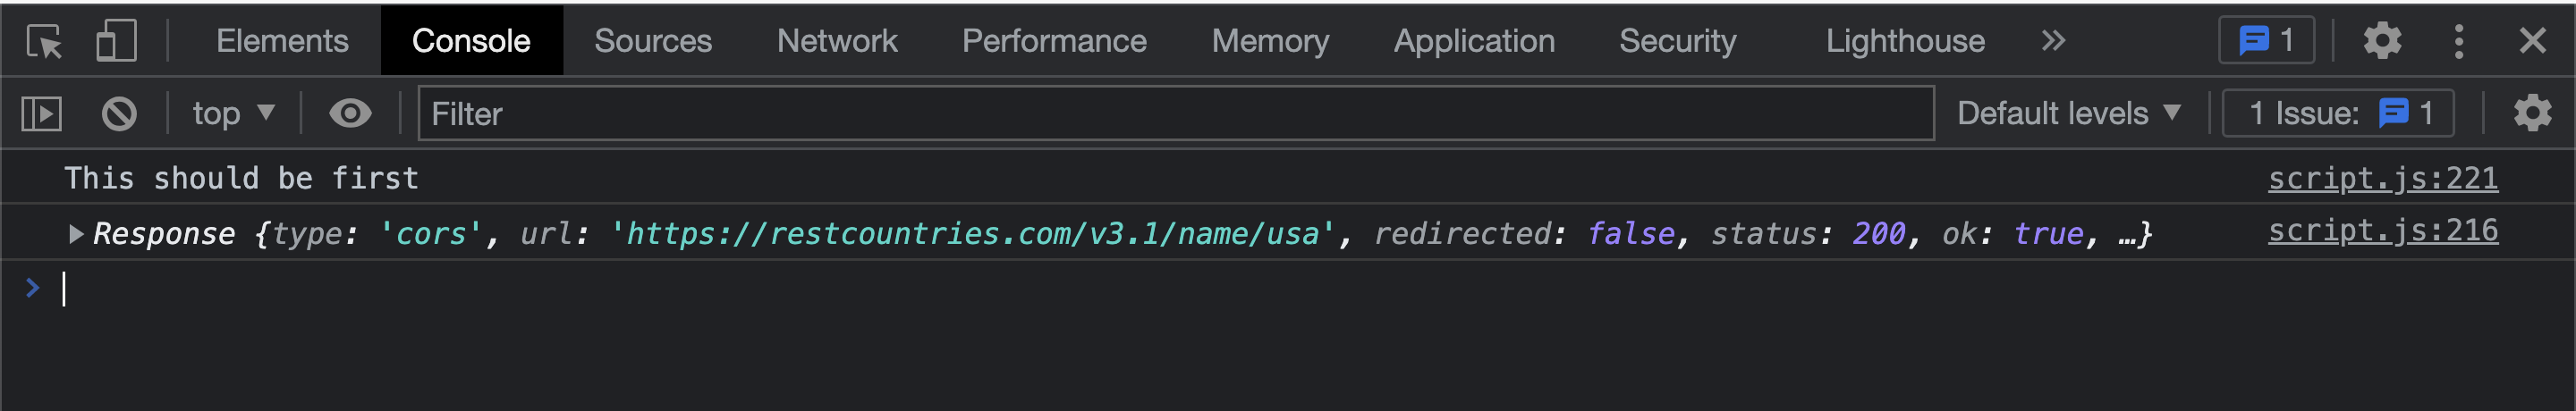 Elements Console Sources Network Performance Memory Application Security Lighthouse 1
top Filter Default levels 1 Issue: 1
This should be first script.js:221
Response {type: 'cors', url: 'https://restcountries.com/v3.1/name/usa', redirected: false, status: 200, ok: true, …} script.js:216